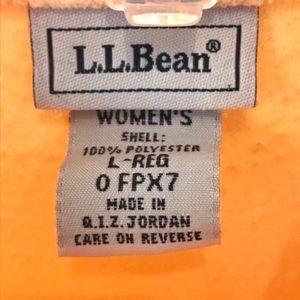 L.L.Bean®
WOMEN'S
SHELL:
100% POLYESTER
L-REG
0 FPX7
MADE IN
Q.I.Z. JORDAN
CARE ON REVERSE